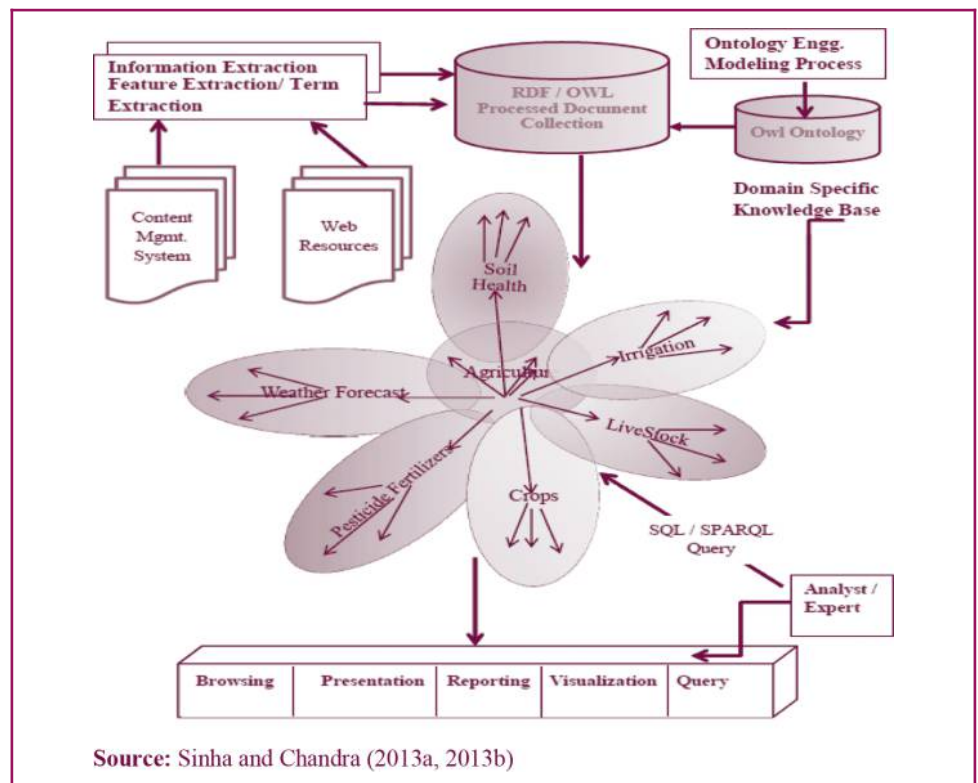 Information Extraction
Feature Extraction/ Term
Extraction
RDF / OWL
Processed Document
Collection
Ontology Engg.
Modeling Process
Owl Ontology
Domain Specific
Knowledge Base
Content
Mgmt.
System
Web
Resources
Soil
Health
Irrigation
Agricultur
Weather Forecast
LiveStock
Pesticide Fertilizers
Crops
SQL / SPARQL
Query
Analyst /
Expert
Browsing
Presentation
Reporting
Visualization
Query
Source: Sinha and Chandra (2013a, 2013b)